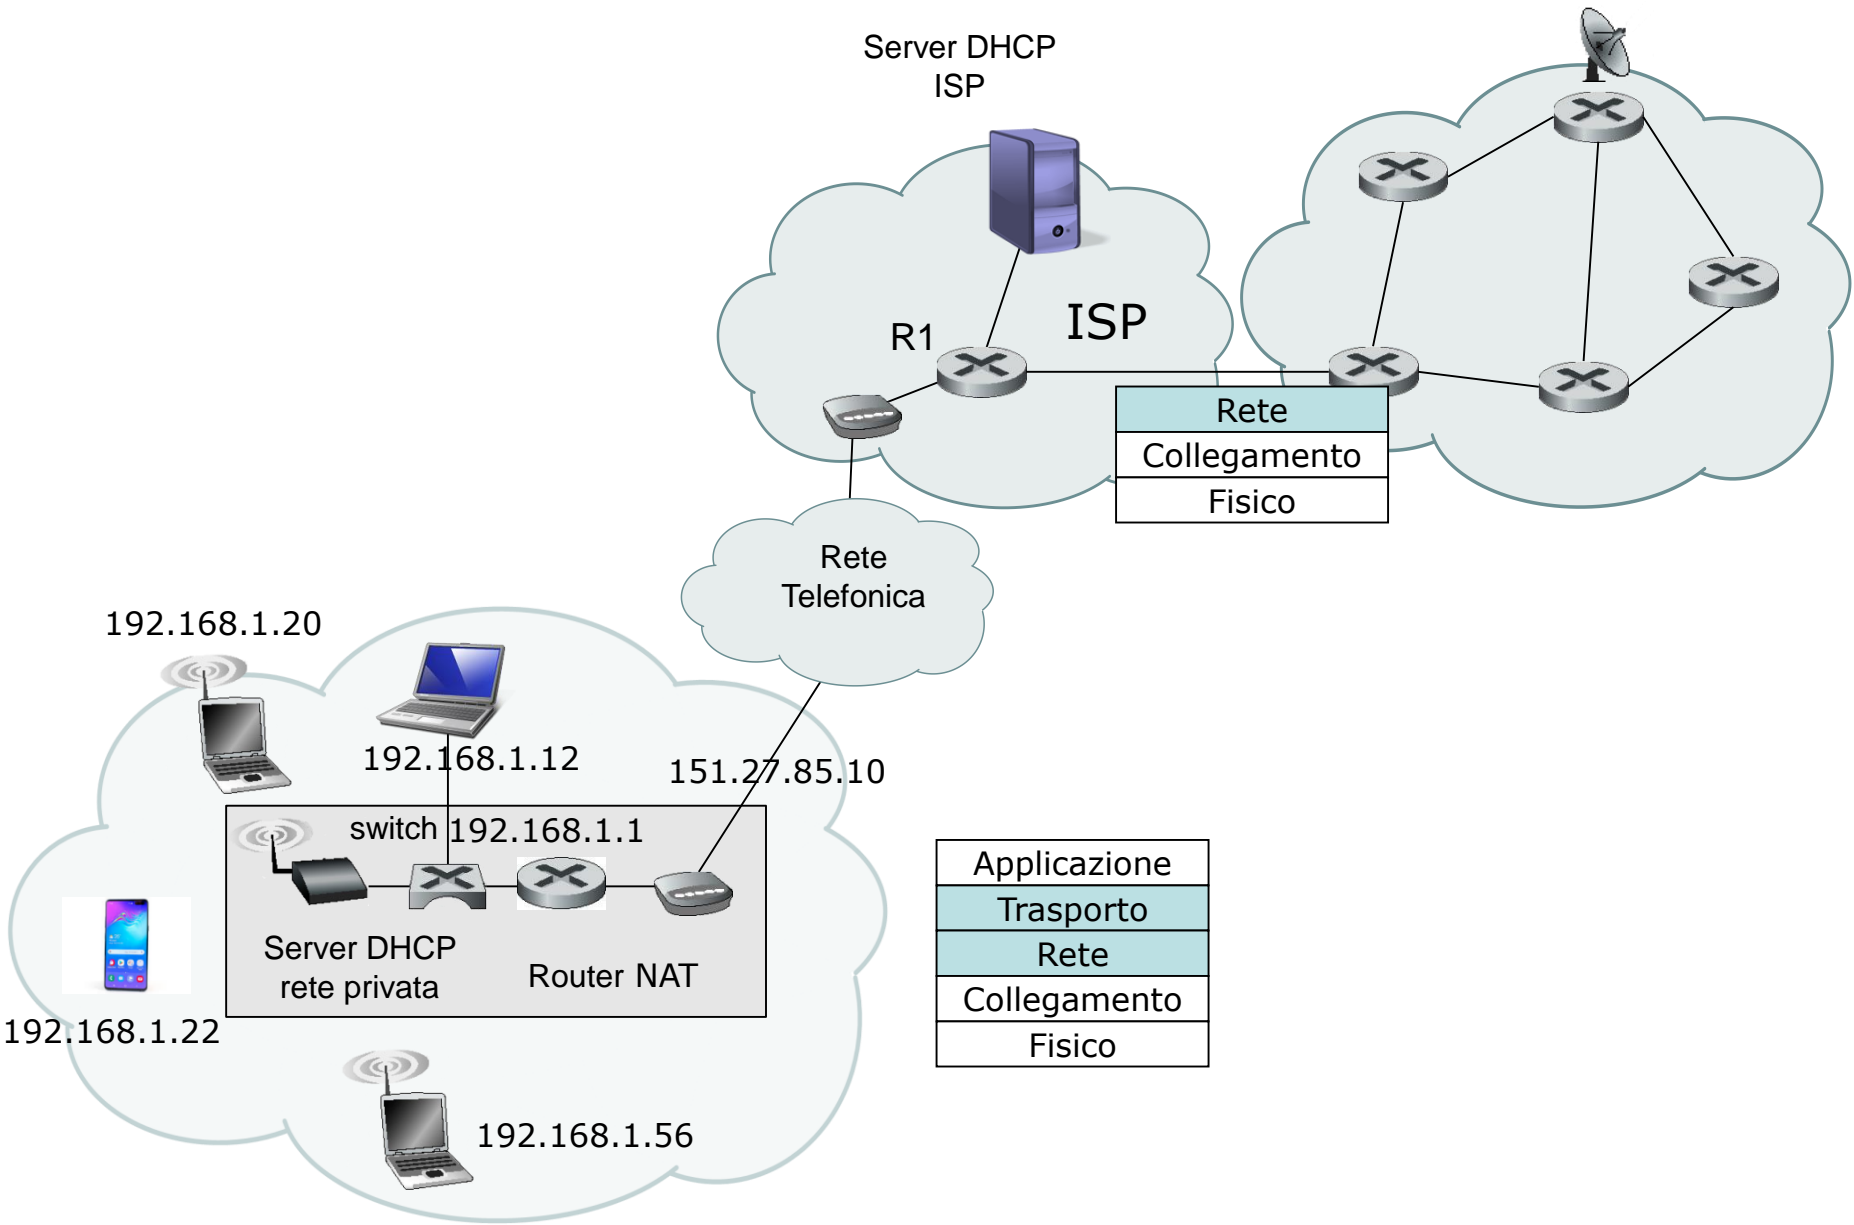 Server DHCP
ISP
ISP
R1
Rete
Collegamento
Fisico
Rete
Telefonica
192.168.1.20
192.168.1.12
151.27.85.10
switch
192.168.1.1
Applicazione
Trasporto
Rete
Collegamento
Fisico
Server DHCP
rete privata
Router NAT
192.168.1.22
192.168.1.56